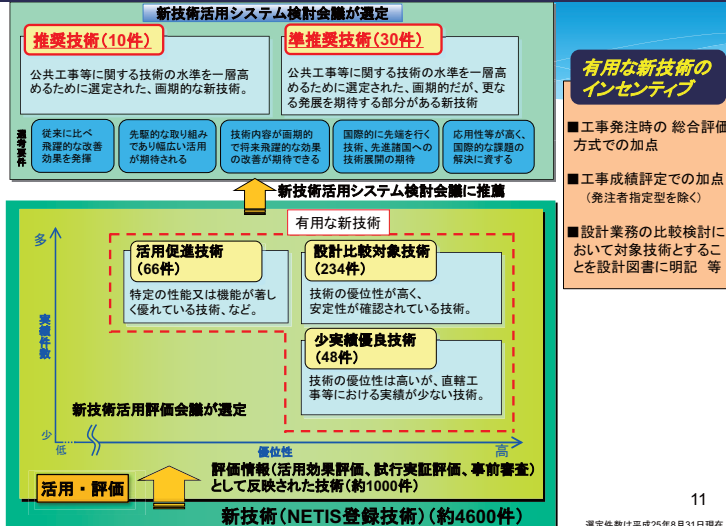 新技術活用システム検討会議が選定
推奨技術(10件)
公共工事等に関する技術の水準を一層高
めるために選定された、画期的な新技術。
準推奨技術(30件)
公共工事等に関する技術の水準を一層高
めるために選定された、画期的だが、更な
る発展を期待する部分がある新技術
選考要件
従来に比べ
飛躍的な改善
効果を発揮
先駆的な取り組み
であり幅広い活用
が期待される
技術内容が画期的
で将来飛躍的な効果
の改善が期待できる
国際的に先端を行く
技術、先進諸国への
技術展開の期待
応用性等が高く、
国際的な課題の
解決に資する
新技術活用システム検討会議に推薦
有用な新技術
多
活用促進技術
(66件)
特定の性能又は機能が著し
く優れている技術、など。
設計比較対象技術
(234件)
技術の優位性が高く、
安定性が確認されている技術。
少実績優良技術
(48件)
技術の優位性は高いが、直轄工
事等における実績が少ない技術。
実績件数
新技術活用評価会議が選定
少
低
優位性
高
活用・評価
評価情報(活用効果評価、試行実証評価、事前審査)
として反映された技術(約1000件)
新技術(NETIS登録技術)(約4600件)
有用な新技術の
インセンティブ
■工事発注時の 総合評価
方式での加点
■工事成績評定での加点
(発注者指定型を除く)
■設計業務の比較検討に
おいて対象技術とするこ
とを設計図書に明記 等
11
選定件数は平成25年8月31日現在